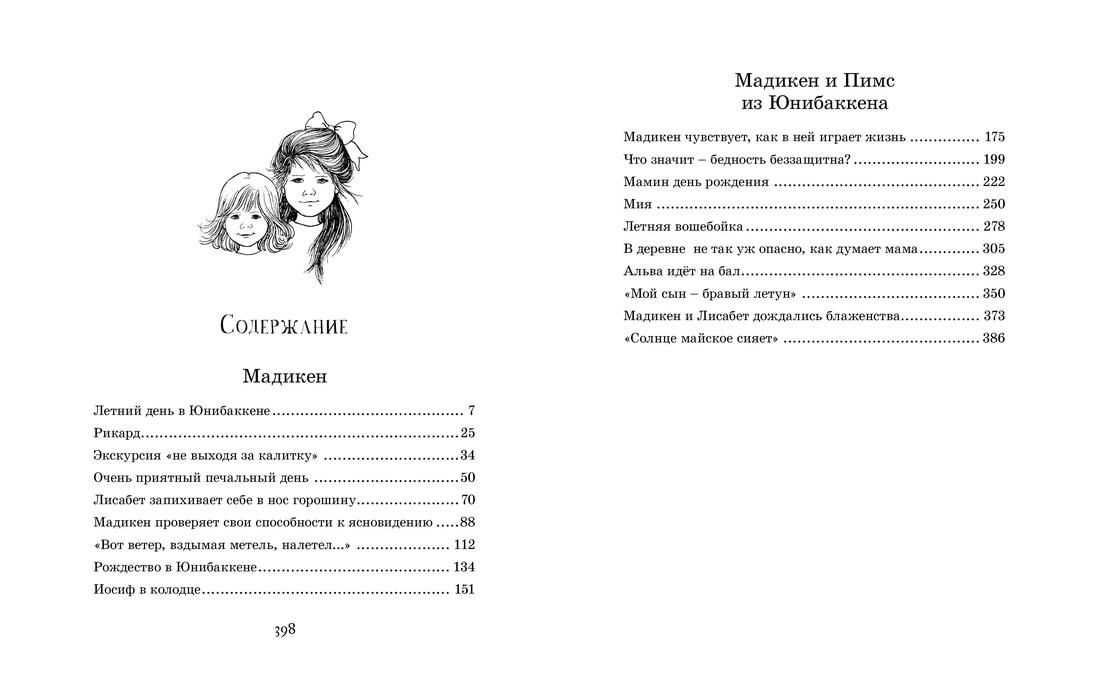 Содержание
Мадикен
Летний день в Юнибаккене ........................................ 7
Рикард.....................................................................25
Экскурсия «не выходя за калитку» .............................34
Очень приятный печальный день ...............................50
Лисабет запихивает себе в нос горошину......................70
Мадикен проверяет свои способности к ясновидению .....88
«Вот ветер, вздымая метель, налетел...» .................... 112
Рождество в Юнибаккене......................................... 134
Иосиф в колодце..................................................... 151
398
Мадикен и Пимс
из Юнибаккена
Мадикен чувствует, как в ней играет жизнь ............... 175
Что значит – бедность беззащитна? ........................... 199
Мамин день рождения ............................................ 222
Мия ..................................................................... 250
Летняя вошебойка .................................................. 278
В деревне не так уж опасно, как думает мама............. 305
Альва идёт на бал................................................... 328
«Мой сын – бравый летун» ...................................... 350
Мадикен и Лисабет дождались блаженства................. 373
«Солнце майское сияет» .......................................... 386